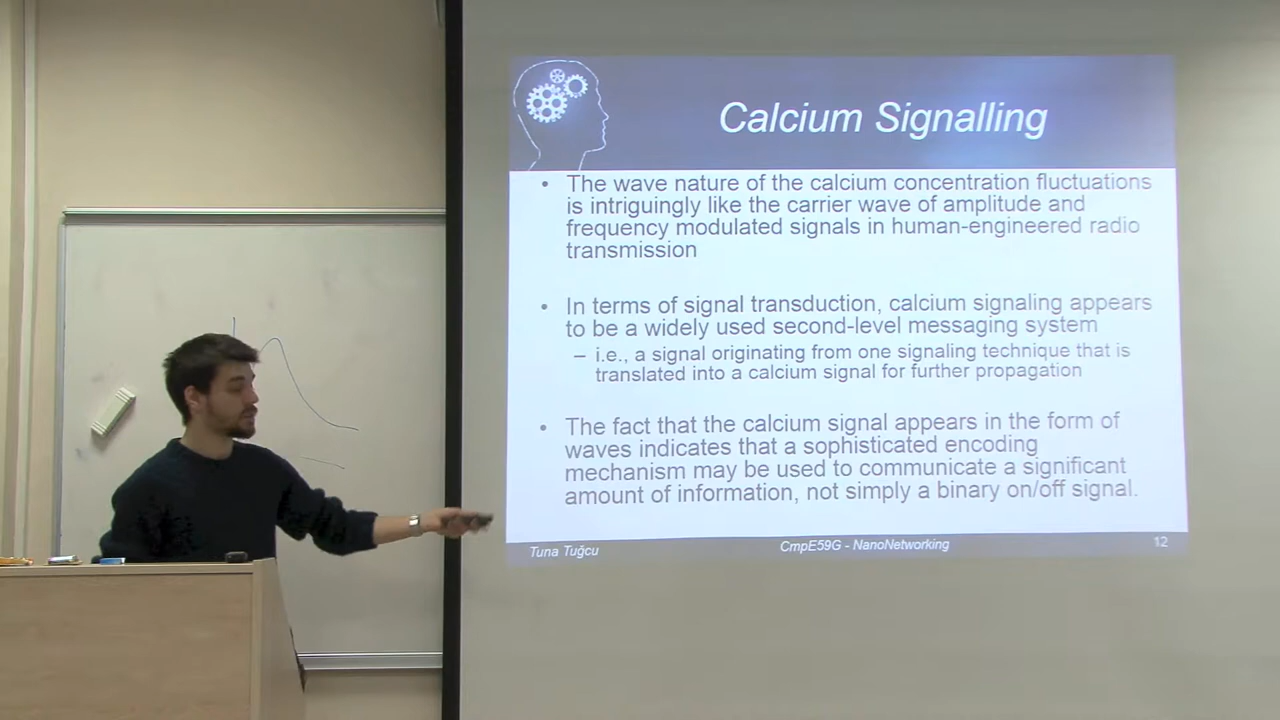 Calcium Signalling
• The wave nature of the calcium concentration fluctuations
is intriguingly like the carrier wave of amplitude and
frequency modulated signals in human-engineered radio
transmission
• In terms of signal transduction, calcium signaling appears
to be a widely used second-level messaging system
– i.e., a signal originating from one signaling technique that is
translated into a calcium signal for further propagation
• The fact that the calcium signal appears in the form of
waves indicates that a sophisticated encoding
mechanism may be used to communicate a significant
amount of information, not simply a binary on/off signal.
Tuna Tuğcu
CmpE59G - NanoNetworking
12